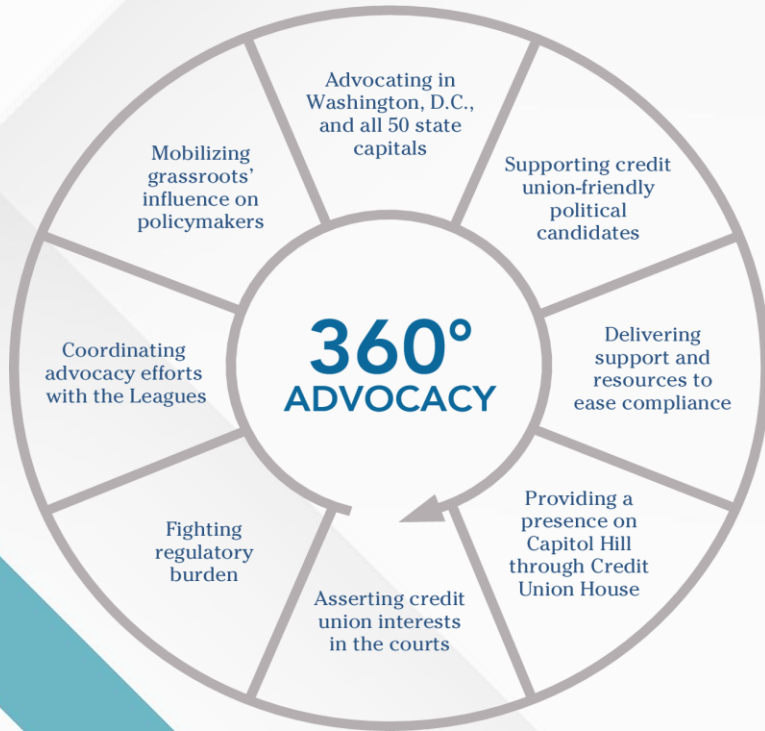 Advocating in
Washington, D.C.,
and all 50 state
capitals
Supporting credit
union-friendly
political
candidates
Delivering
support and
resources to
ease compliance
Providing a
presence on
Capitol Hill
through Credit
Union House
Asserting credit
union interests
in the courts
Fighting
regulatory
burden
Coordinating
advocacy efforts
with the Leagues
Mobilizing
grassroots’
influence on
policymakers
360°
ADVOCACY